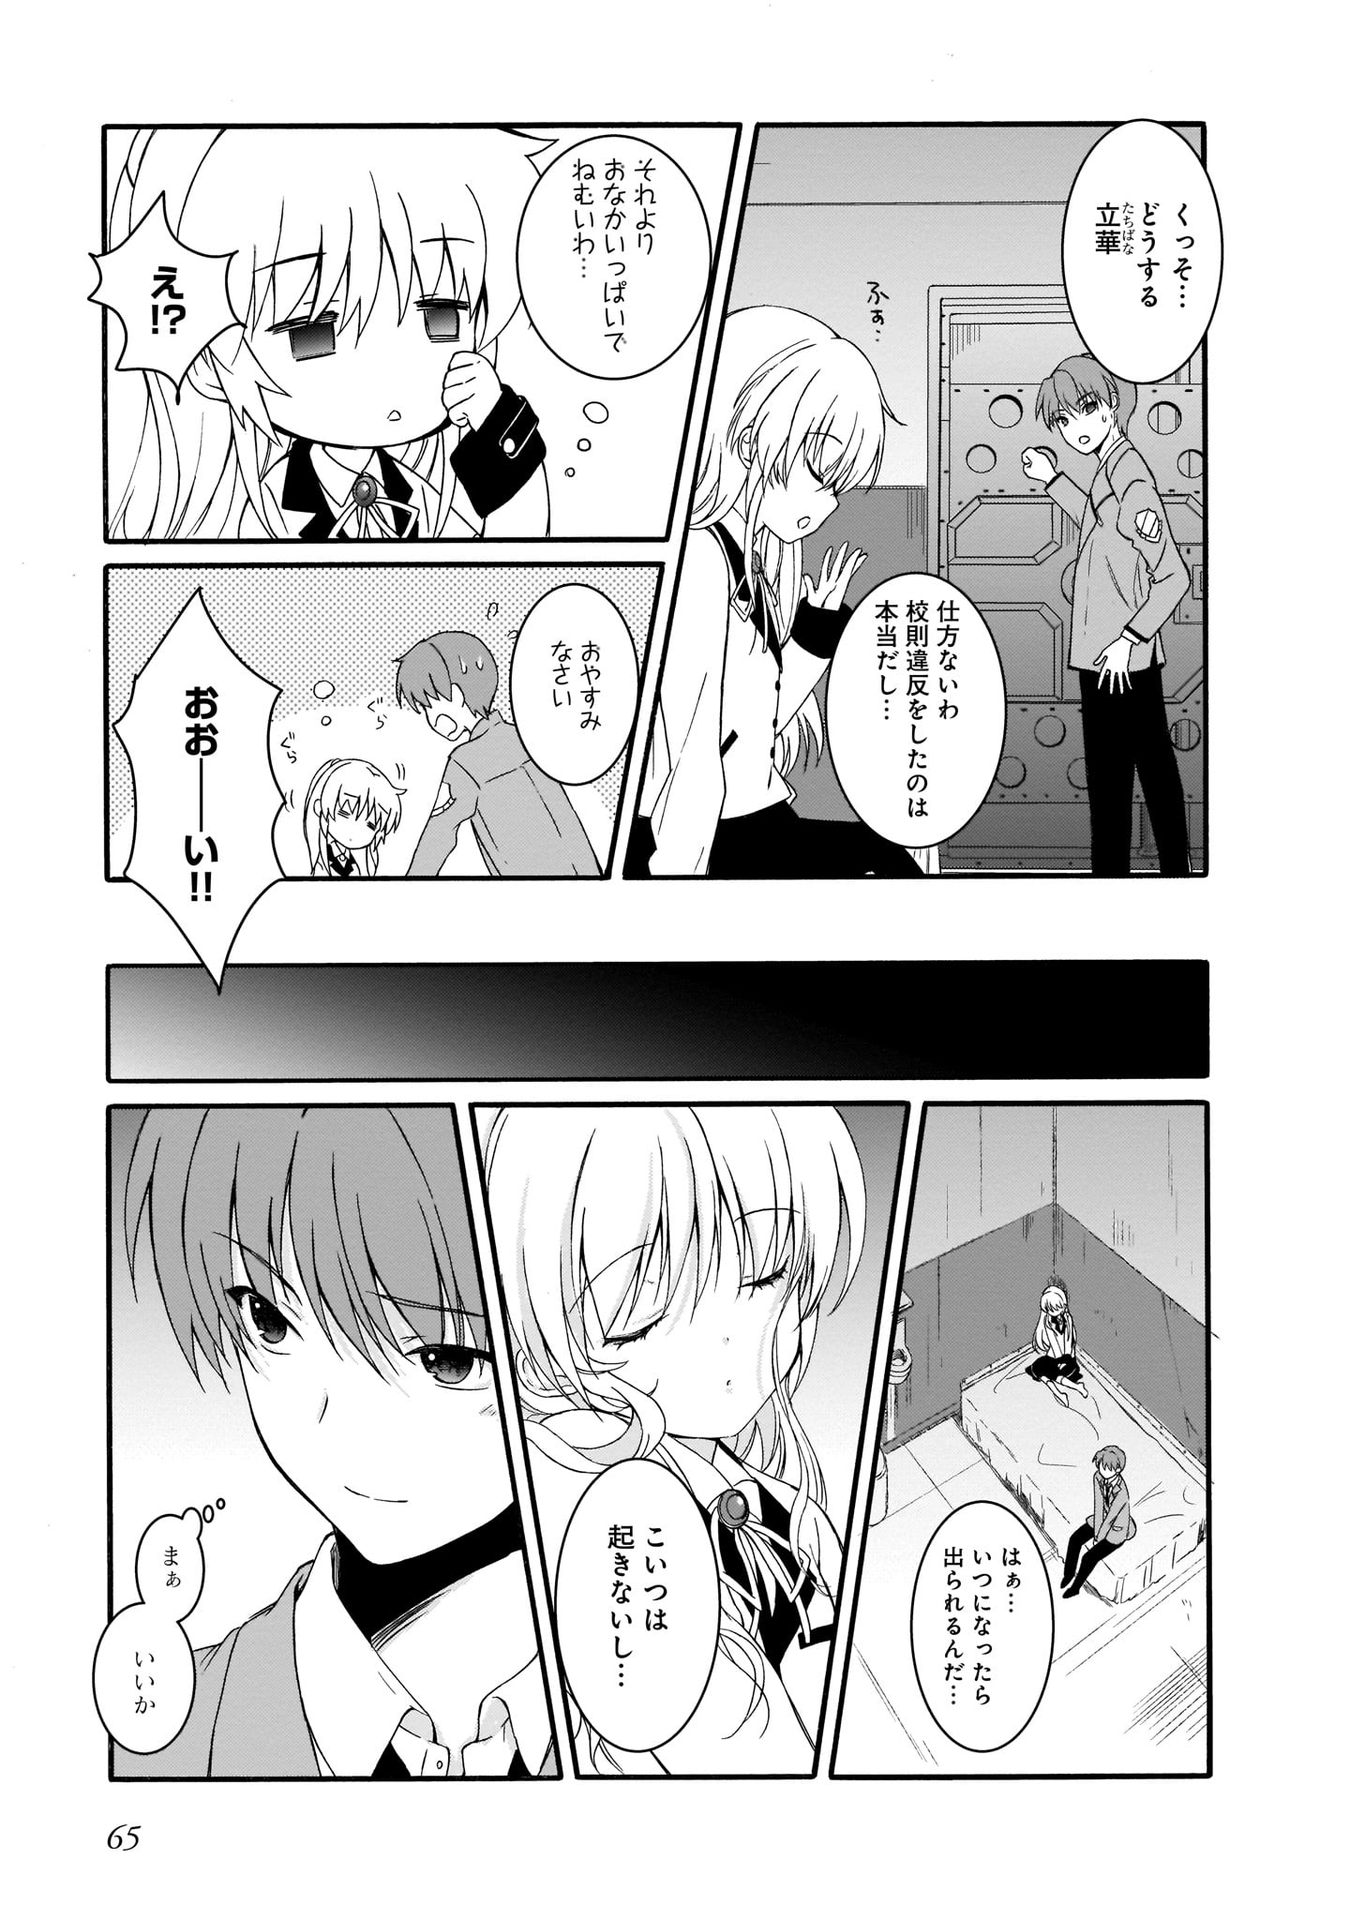 くっそ…
どうする
立華
たちばな
ふぁ…
仕方ないわ
校則違反をしたのは
本当だし…
それより
おなかいっぱいで
ねむいわ…
え!?
おやすみ
なさい
ぐら
ぐら
おお――い!!
はぁ…
いつになったら
出られるんだ…
こいつは
起きないし…
まぁ
いいか
65